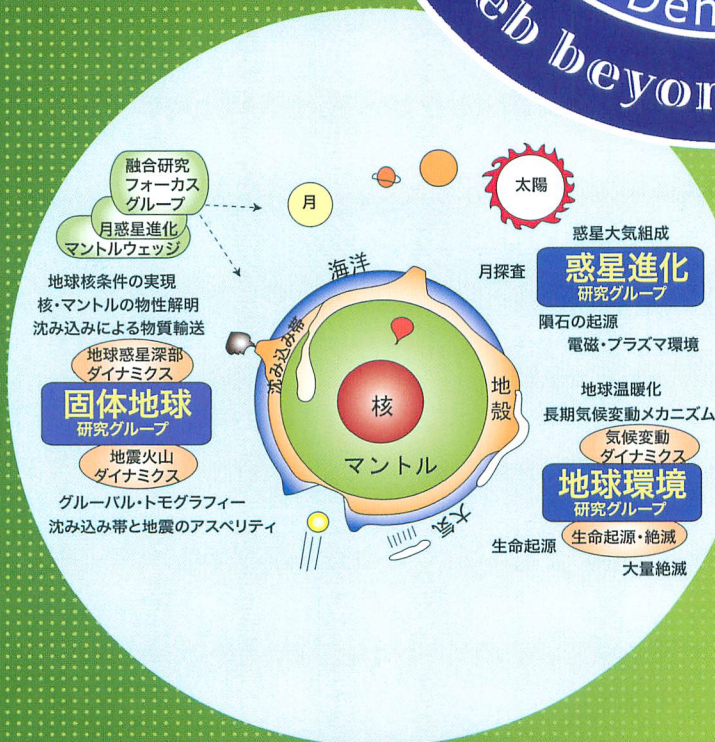 eb beyon
融合研究
フォーカス
グループ
月惑星進化
マントルウェッジ
月
太陽
惑星大気組成
月探査
惑星進化
研究グループ
隕石の起源
電磁・プラズマ環境
地球核条件の実現
核・マントルの物性解明
沈み込みによる物質輸送
地球惑星深部
ダイナミクス
固体地球
研究グループ
地震火山
ダイナミクス
グルーバル・トモグラフィー
沈み込み帯と地震のアスペリティ
海洋
沈み込み帯
核
マントル
地殻
大気
地球温暖化
長期気候変動メカニズム
気候変動
ダイナミクス
地球環境
研究グループ
生命起源・絶滅
生命起源
大量絶滅